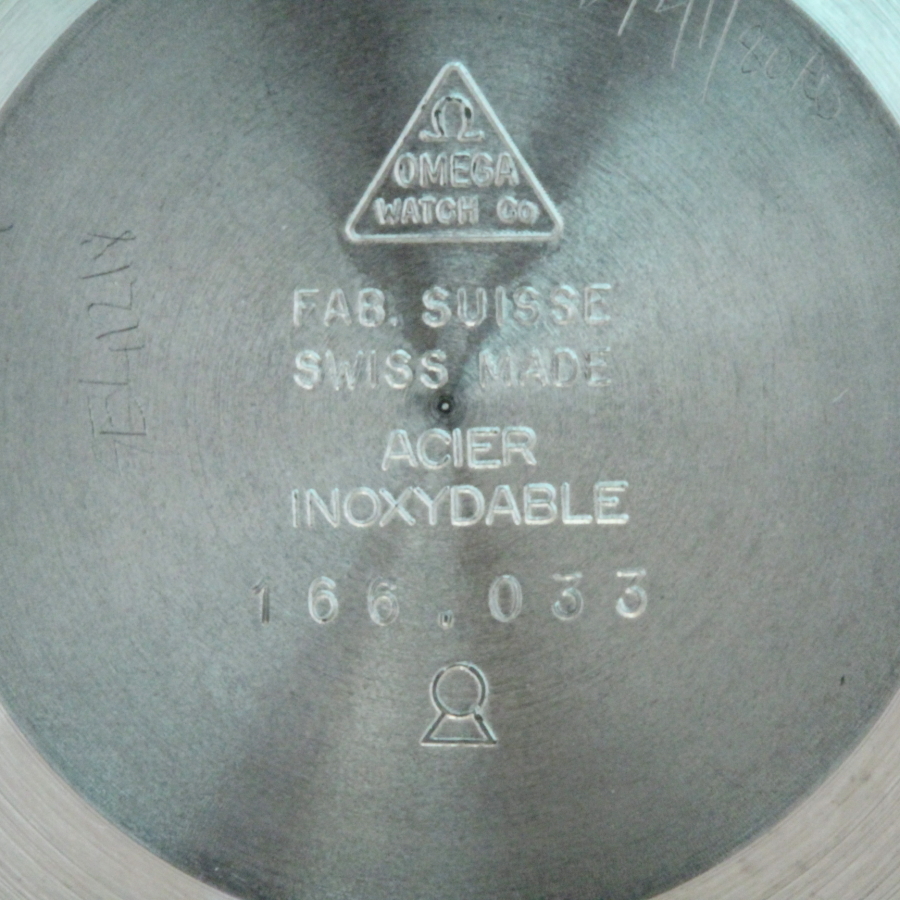 Ω
OMEGA
WATCH Co
FAB. SUISSE
SWISS MADE
ACIER
INOXYDABLE
166.033